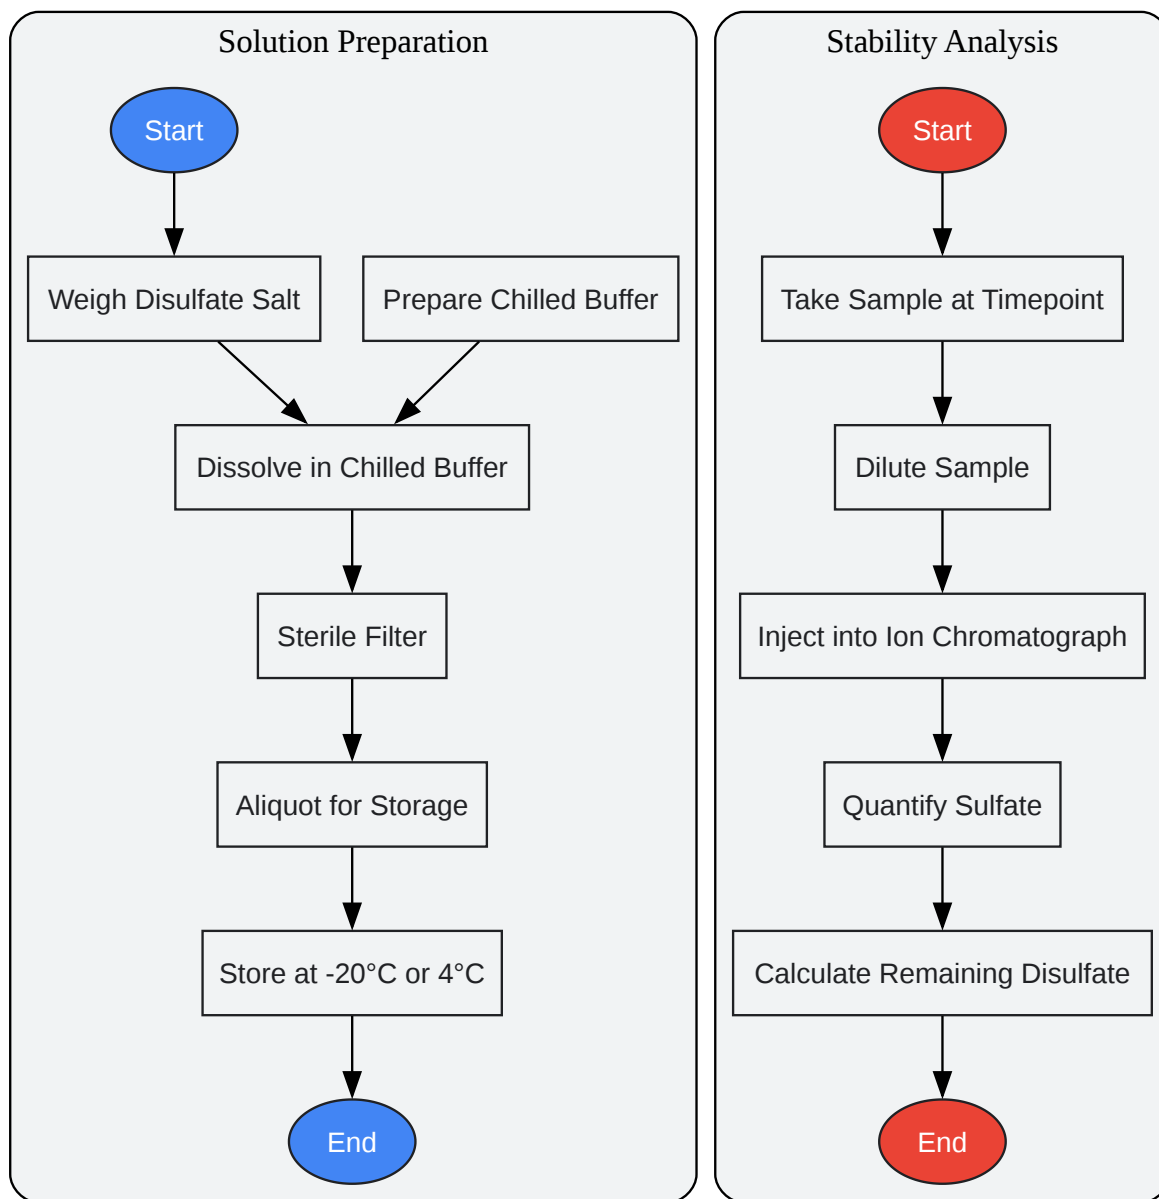 Solution Preparation
Start
Weigh Disulfate Salt
Prepare Chilled Buffer
Dissolve in Chilled Buffer
Sterile Filter
Aliquot for Storage
Store at -20°C or 4°C
End
Stability Analysis
Start
Take Sample at Timepoint
Dilute Sample
Inject into Ion Chromatograph
Quantify Sulfate
Calculate Remaining Disulfate
End